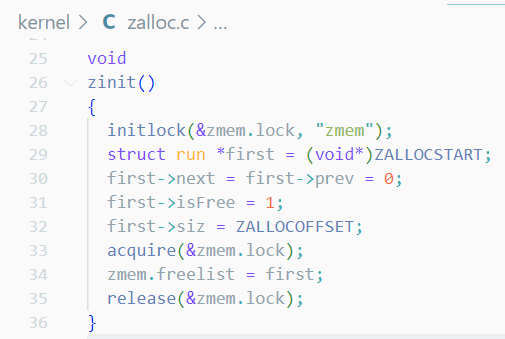 kernel > C zalloc.c > ...
25 void
26 zinit()
27 {
28 initlock(&zmem.lock, "zmem");
29 struct run *first = (void*)ZALLOCSTART;
30 first->next = first->prev = 0;
31 first->isFree = 1;
32 first->siz = ZALLOCOFFSET;
33 acquire(&zmem.lock);
34 zmem.freelist = first;
35 release(&zmem.lock);
36 }